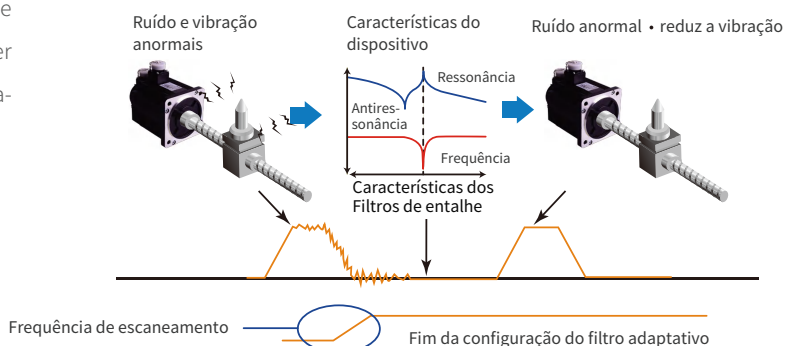 e
er
a-
Ruído e vibração
anormais
Características do
dispositivo
Ruído anormal • reduz a vibração
Ressonância
Antires-
sonância
Frequência
Características dos
Filtros de entalhe
Frequência de escaneamento
Fim da configuração do filtro adaptativo